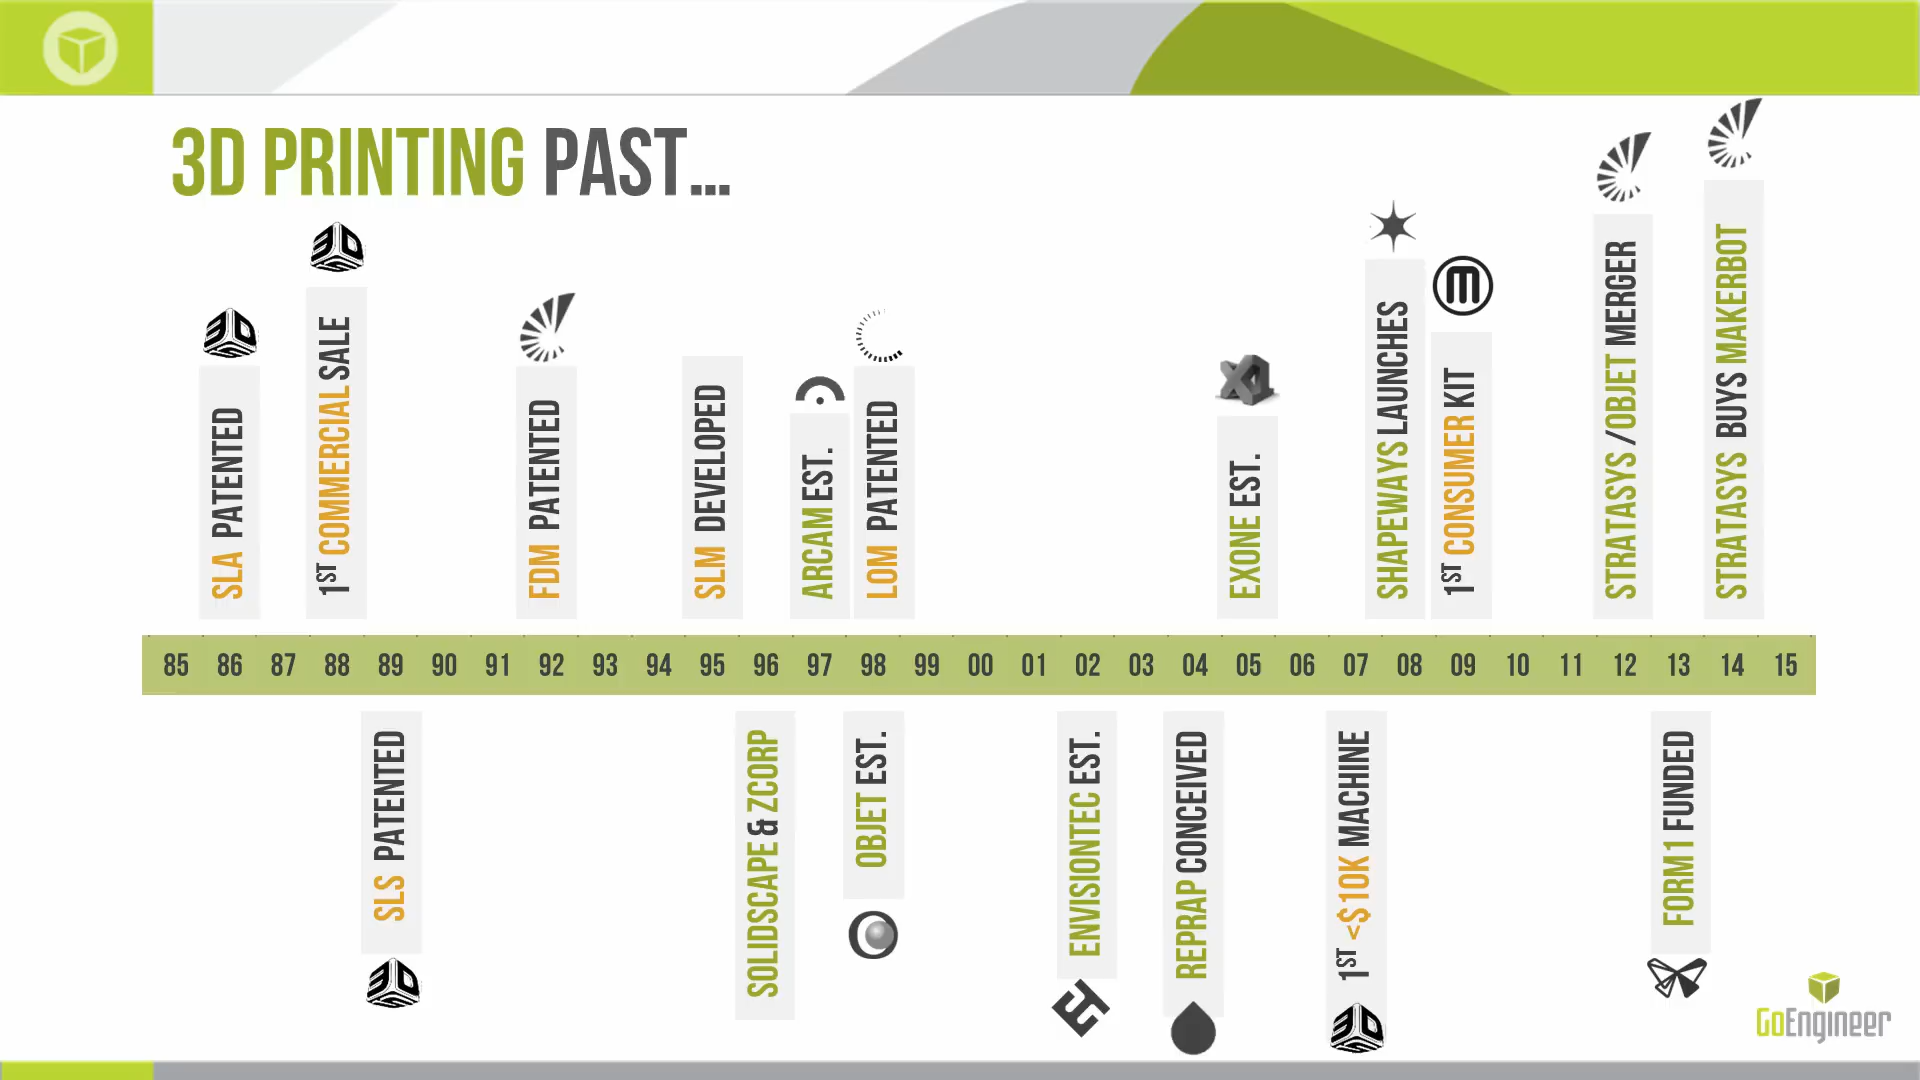 3D PRINTING PAST...
SLA PATENTED
1ST COMMERCIAL SALE
FDM PATENTED
SLM DEVELOPED
ARCAM EST.
LOM PATENTED
EXONE EST.
SHAPEWAYS LAUNCHES
1ST CONSUMER KIT
STRATASYS /OBJET MERGER
STRATASYS BUYS MAKERBOT
85 86 87 88 89 90 91 92 93 94 95 96 97 98 99 00 01 02 03 04 05 06 07 08 09 10 11 12 13 14 15
SLS PATENTED
SOLIDSCAPE & ZCORP
OBJET EST.
ENVISIONTEC EST.
REPRAP CONCEIVED
1ST <$10K MACHINE
FORM1 FUNDED
GoEngineer